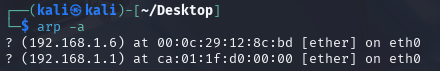 ┌──(kali㉿kali)-[~/Desktop]
└─$ arp -a
? (192.168.1.6) at 00:0c:29:12:8c:bd [ether] on eth0
? (192.168.1.1) at ca:01:1f:d0:00:00 [ether] on eth0